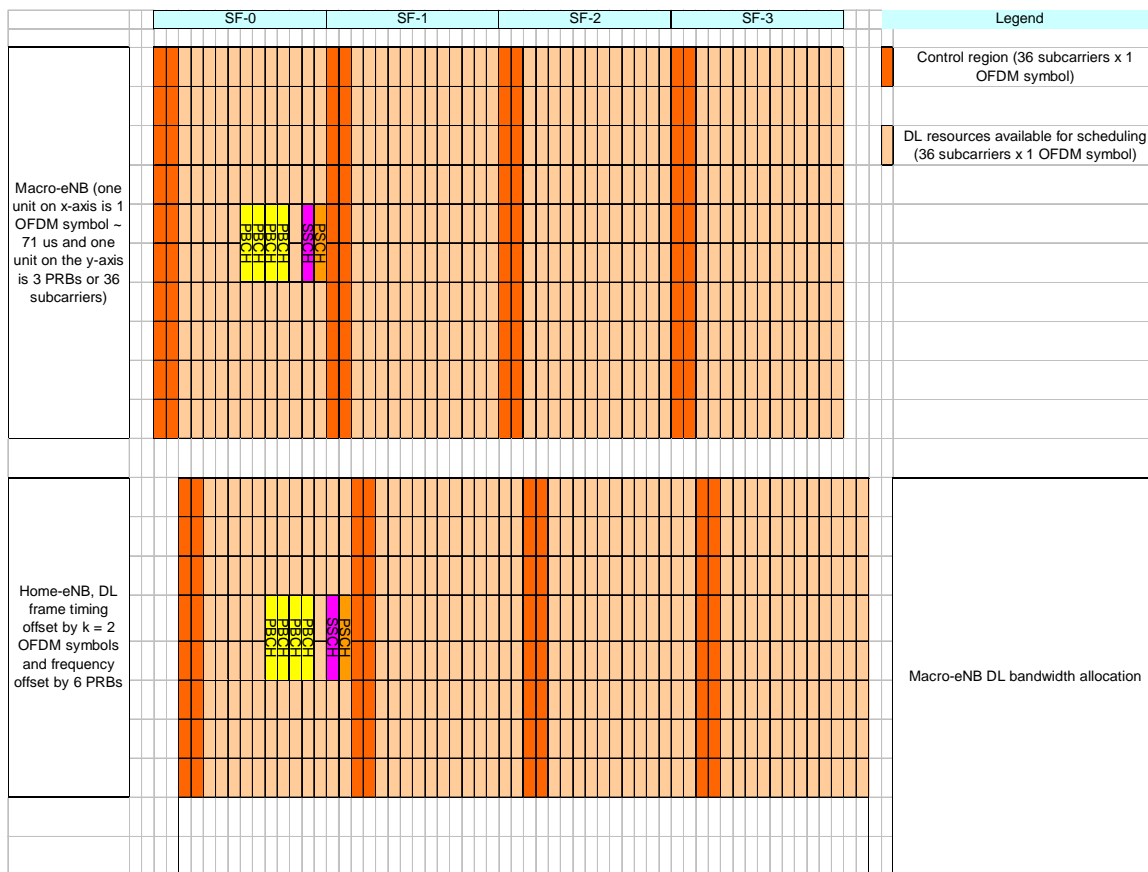 SF-0 SF-1 SF-2 SF-3 Legend
Control region (36 subcarriers x 1
OFDM symbol)
DL resources available for scheduling
(36 subcarriers x 1 OFDM symbol)
Macro-eNB (one
unit on x-axis is 1
OFDM symbol ~
71 us and one
unit on the y-axis
is 3 PRBs or 36
subcarriers)
PBCH
PBCH
PBCH
PBCH
SSCH
PSCH
Home-eNB, DL
frame timing
offset by k = 2
OFDM symbols
and frequency
offset by 6 PRBs
PBCH
PBCH
PBCH
PBCH
SSCH
PSCH
Macro-eNB DL bandwidth allocation